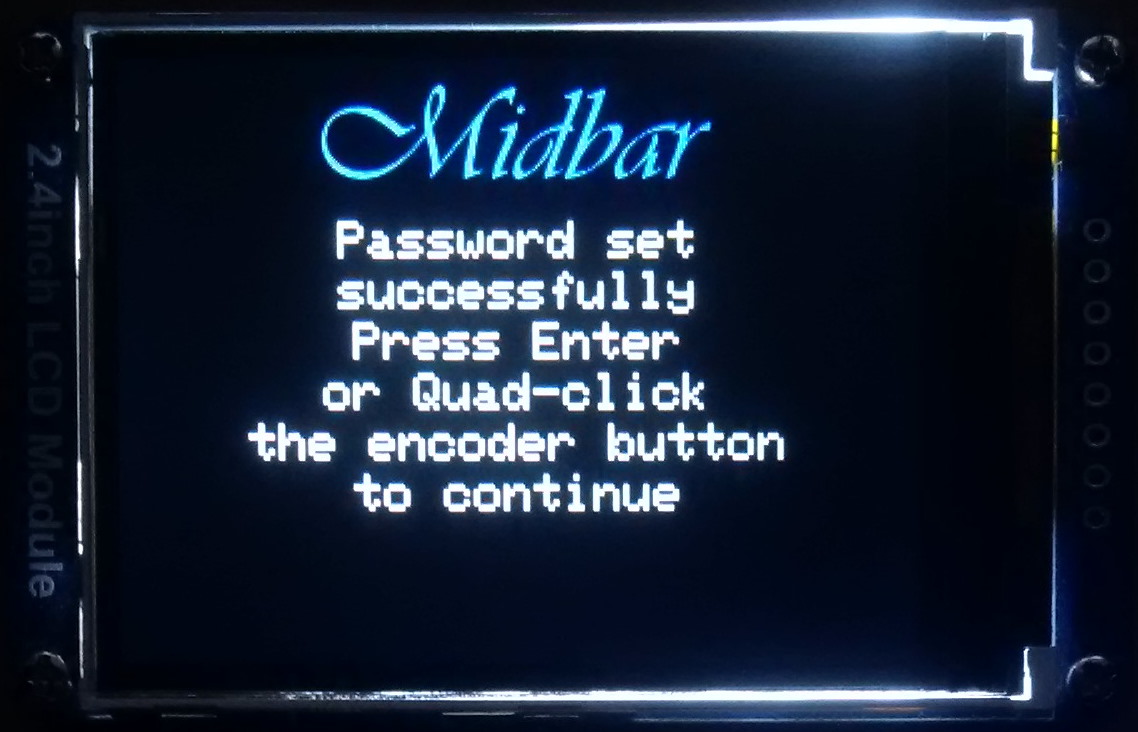 Midbar
Password set
successfully
Press Enter
or Quad-click
the encoder button
to continue
2.4inch LCD Module